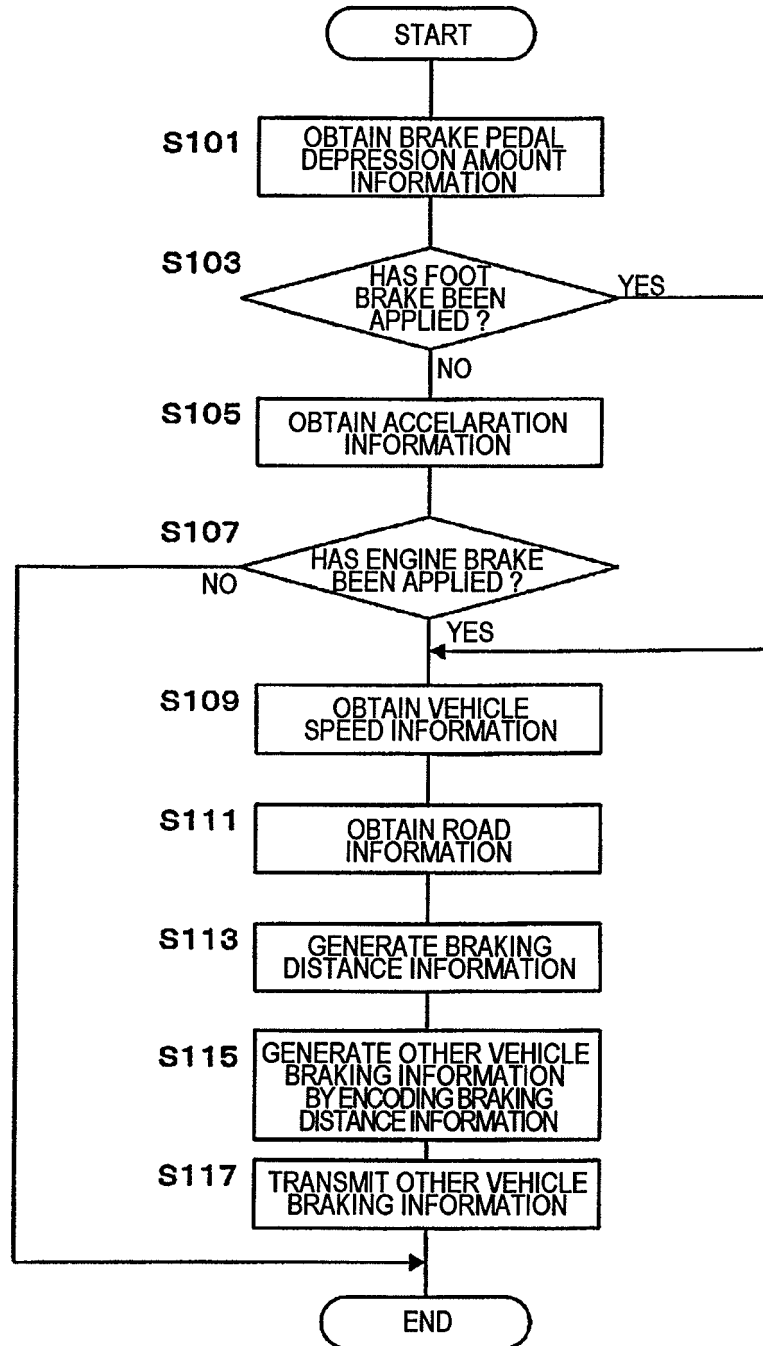 START
S101
OBTAIN BRAKE PEDAL
DEPRESSION AMOUNT
INFORMATION
S103
HAS FOOT
BRAKE BEEN
APPLIED ?
YES
NO
S105
OBTAIN ACCELARATION
INFORMATION
S107
HAS ENGINE BRAKE
BEEN APPLIED ?
NO
YES
S109
OBTAIN VEHICLE
SPEED INFORMATION
S111
OBTAIN ROAD
INFORMATION
S113
GENERATE BRAKING
DISTANCE INFORMATION
S115
GENERATE OTHER VEHICLE
BRAKING INFORMATION
BY ENCODING BRAKING
DISTANCE INFORMATION
S117
TRANSMIT OTHER VEHICLE
BRAKING INFORMATION
END